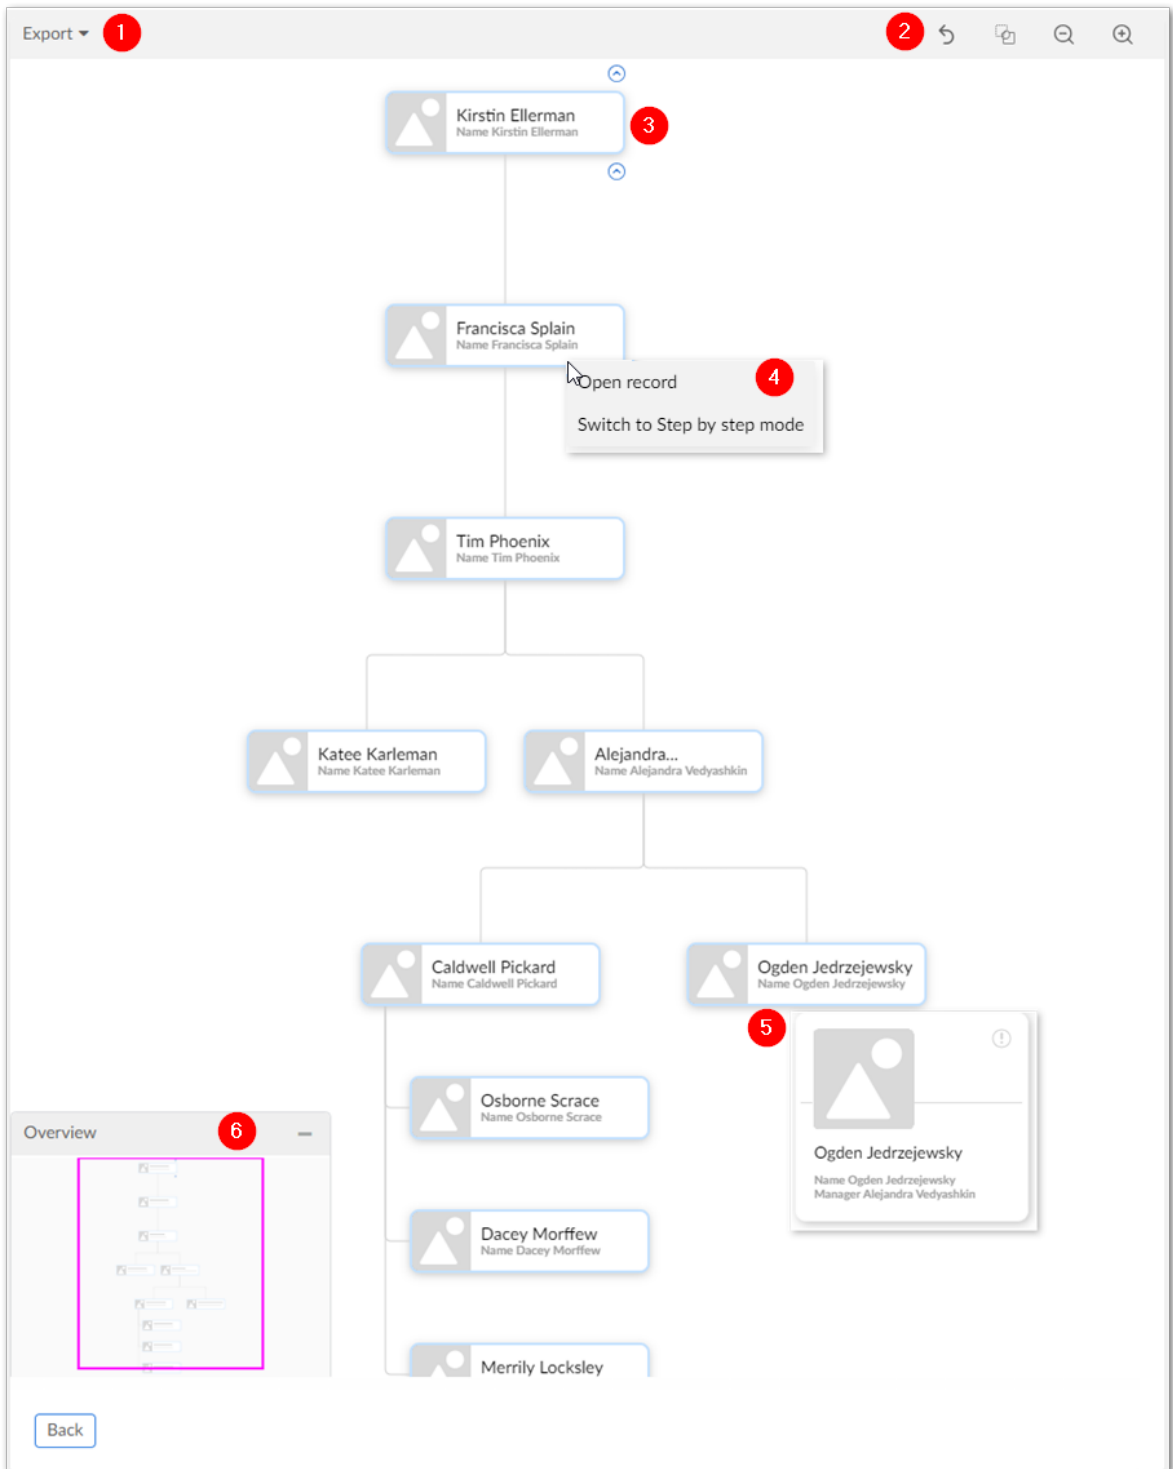 Export 1
2
Kirstin Ellerman
Name Kirstin Ellerman
3
Francisca Splain
Name Francisca Splain
Open record
4
Switch to Step by step mode
Tim Phoenix
Name Tim Phoenix
Katee Karleman
Name Katee Karleman
Alejandra...
Name Alejandra Vedyashkin
Caldwell Pickard
Name Caldwell Pickard
Ogden Jedrzejewsky
Name Ogden Jedrzejewsky
5
Ogden Jedrzejewsky
Name Ogden Jedrzejewsky
Manager Alejandra Vedyashkin
Osborne Scrace
Name Osborne Scrace
Dacey Morffew
Name Dacey Morffew
Merrily Locksley
Overview 6
Back